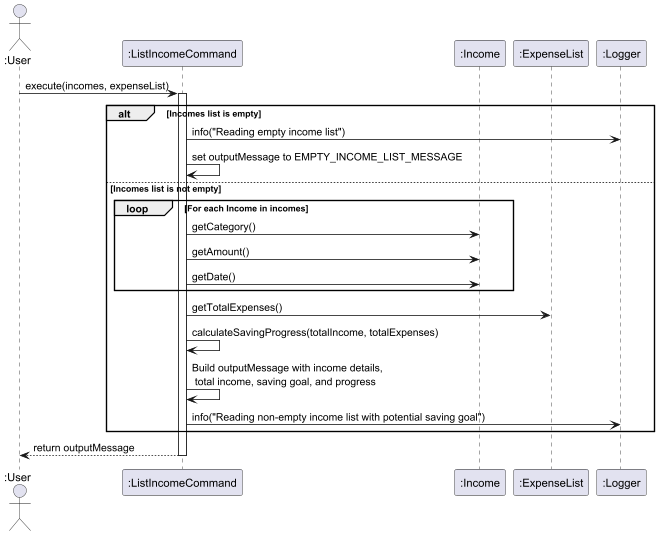 :User
:ListIncomeCommand
:Income
:ExpenseList
:Logger
execute(incomes, expenseList)
alt
[Incomes list is empty]
info("Reading empty income list")
set outputMessage to EMPTY_INCOME_LIST_MESSAGE
[Incomes list is not empty]
loop
[For each Income in incomes]
getCategory()
getAmount()
getDate()
getTotalExpenses()
calculateSavingProgress(totalIncome, totalExpenses)
Build outputMessage with income details,
total income, saving goal, and progress
info("Reading non-empty income list with potential saving goal")
return outputMessage
:User
:ListIncomeCommand
:Income
:ExpenseList
:Logger